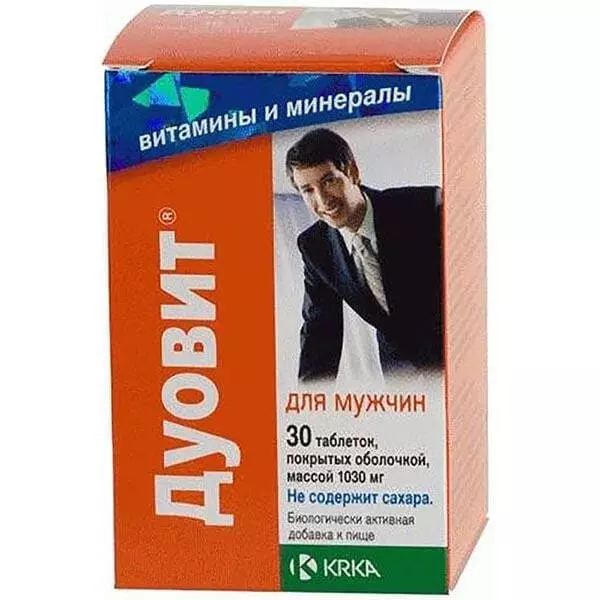 витамины и минералы
Дуовит®
для мужчин
30 таблеток,
покрытых оболочкой,
массой 1030 мг
Не содержит сахара.
Биологически активная
добавка к пище
KRKA